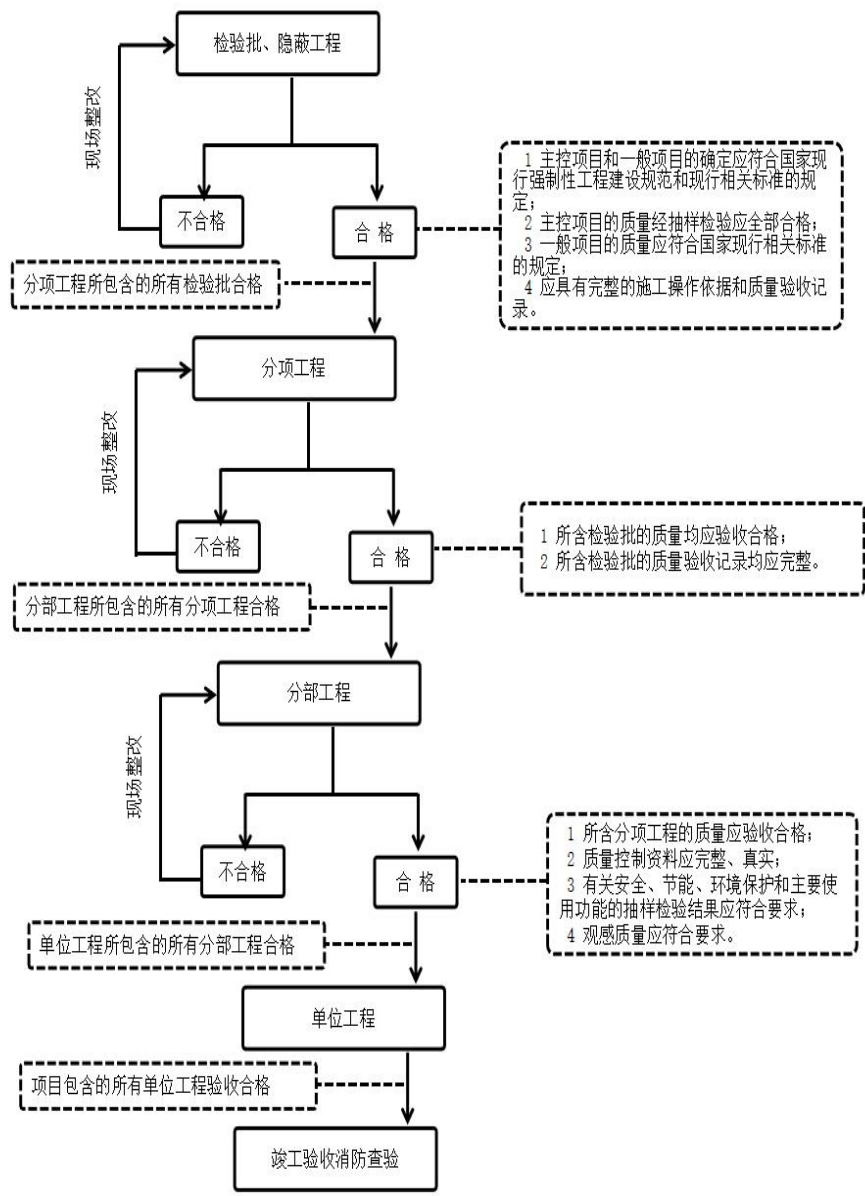 检验批、隐蔽工程
现场整改
不合格
合 格
1 主控项目和一般项目的确定应符合国家现
行强制性工程建设规范和现行相关标准的规
定；
2 主控项目的质量经抽样检验应全部合格；
3 一般项目的质量应符合国家现行相关标准
的规定；
4 应具有完整的施工操作依据和质量验收记
录。
分项工程所包含的所有检验批合格
分项工程
现场整改
不合格
合 格
1 所含检验批的质量均应验收合格；
2 所含检验批的质量验收记录均应完整。
分部工程所包含的所有分项工程合格
分部工程
现场整改
不合格
合 格
1 所含分项工程的质量应验收合格；
2 质量控制资料应完整、真实；
3 有关安全、节能、环境保护和主要使
用功能的抽样检验结果应符合要求；
4 观感质量应符合要求。
单位工程所包含的所有分部工程合格
单位工程
项目包含的所有单位工程验收合格
竣工验收消防查验